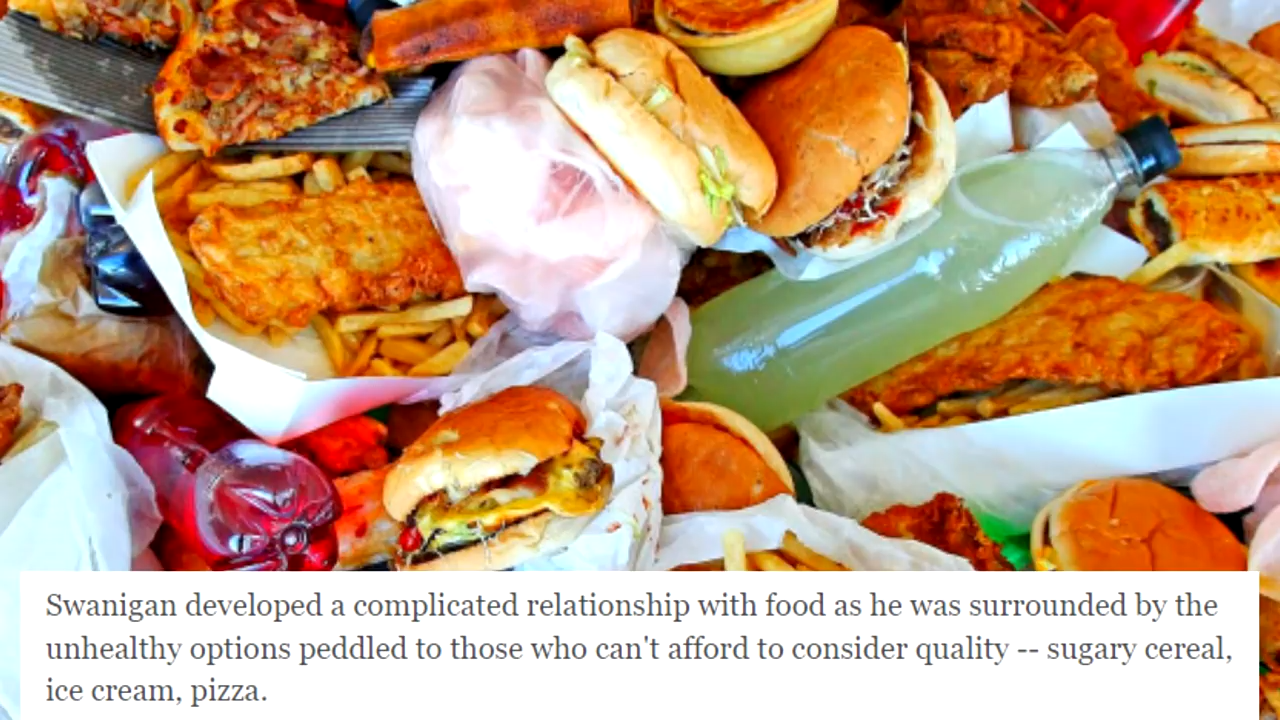 Swanigan developed a complicated relationship with food as he was surrounded by the
unhealthy options peddled to those who can't afford to consider quality -- sugary cereal,
ice cream, pizza.